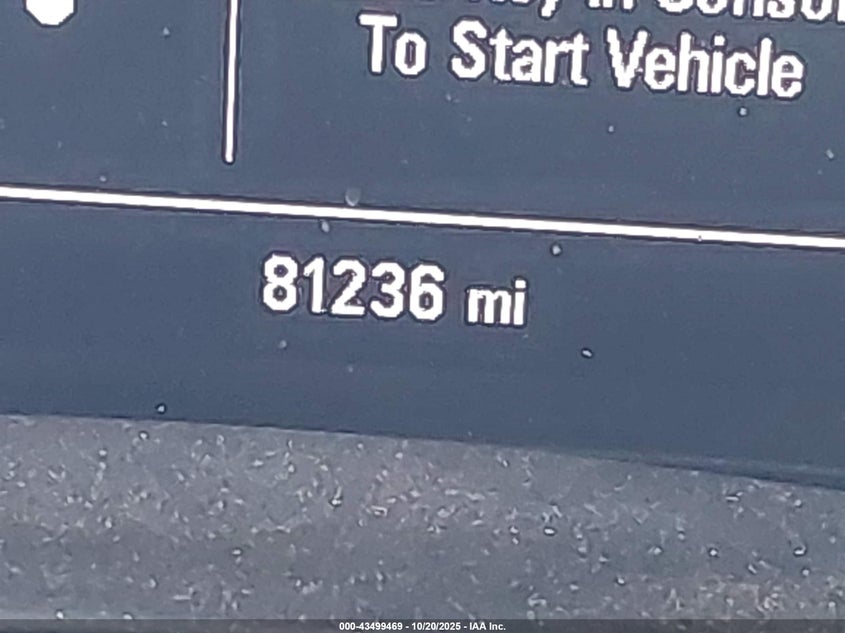 To Start Vehicle
81236 mi
000-43499469 - 10/20/2025 - IAA Inc.